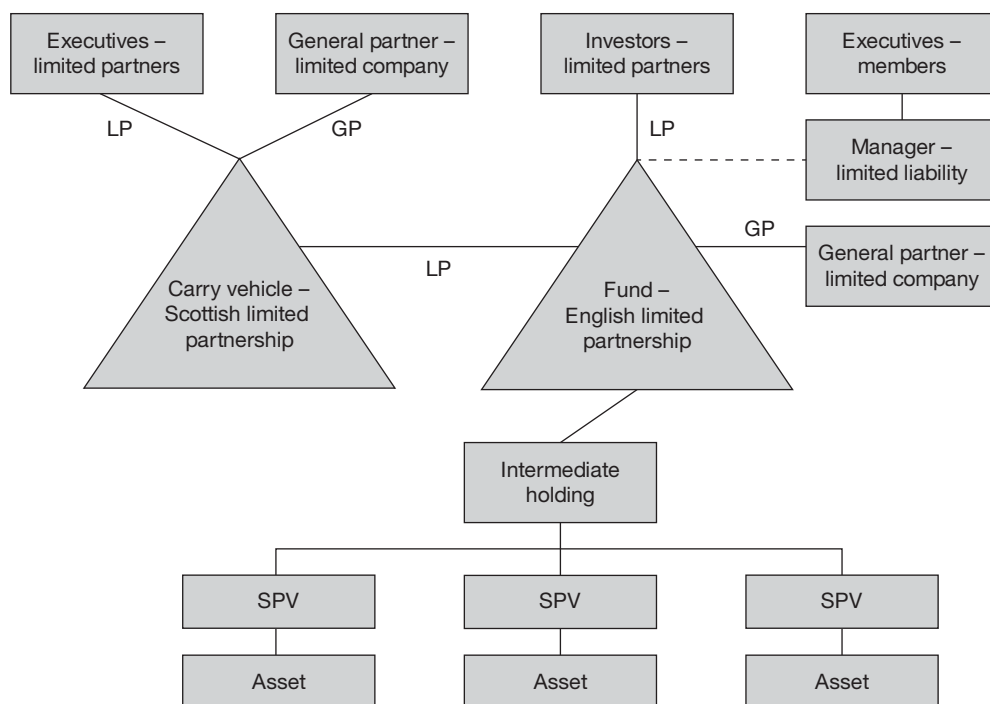 Executives –
limited partners
General partner –
limited company
Investors –
limited partners
Executives –
members
LP
GP
LP
Manager –
limited liability
GP
General partner –
limited company
LP
Carry vehicle –
Scottish limited
partnership
Fund –
English limited
partnership
Intermediate
holding
SPV
SPV
SPV
Asset
Asset
Asset